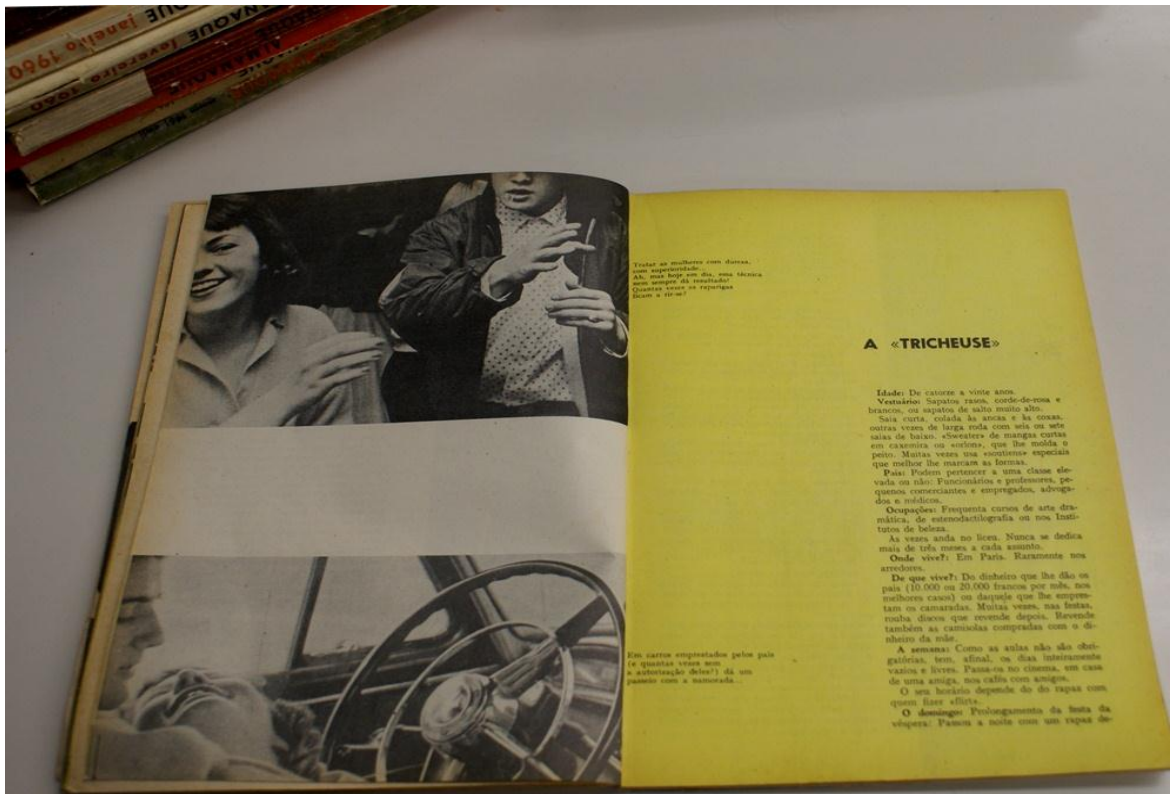 janeiro 1960
ALMANAQUE fevereiro 1960
ALMANAQUE
Tratar as mulheres com dureza,
com superioridade...
Ah, mas hoje em dia, essa técnica
nem sempre dá resultado!
Quantas vezes as raparigas
ficam a rir-se?
A «TRICHEUSE»
Idade: De catorze a vinte anos.
Vestuário: Sapatos rasos, corde-de-rosa e
brancos, ou sapatos de salto muito alto.
Saia curta, colada às ancas e às coxas,
outras vezes de larga roda com seis ou sete
saias de baixo. «Sweater» de mangas curtas
em caxemira ou «orlon», que lhe molda o
peito. Muitas vezes usa «soutiens» especiais
que melhor lhe marcam as formas.
Pais: Podem pertencer a uma classe ele-
vada ou não: Funcionários e professores, pe-
quenos comerciantes e empregados, advoga-
dos e médicos.
Ocupações: Frequenta cursos de arte dra-
mática, de estenodactilografia ou nos Insti-
tutos de beleza.
Às vezes anda no liceu. Nunca se dedica
mais de três meses a cada assunto.
Onde vive?: Em Paris. Raramente nos
arredores.
De que vive?: Do dinheiro que lhe dão os
pais (10.000 ou 20.000 francos por mês, nos
melhores casos) ou daquele que lhe empres-
tam os camaradas. Muitas vezes, nas festas,
rouba discos que revende depois. Revende
também as camisolas compradas com o di-
nheiro da mãe.
A semana: Como as aulas não são obri-
gatórias, tem, afinal, os dias inteiramente
vazios e livres. Passa-os no cinema, em casa
de uma amiga, nos cafés com amigos.
O seu horário depende do do rapaz com
quem fizer «flirt».
O domingo: Prolongamento da festa da
véspera: Passou a noite com um rapaz de-
Em carros emprestados pelos pais
(e quantas vezes sem
a autorização deles?) dá um
passeio com a namorada...